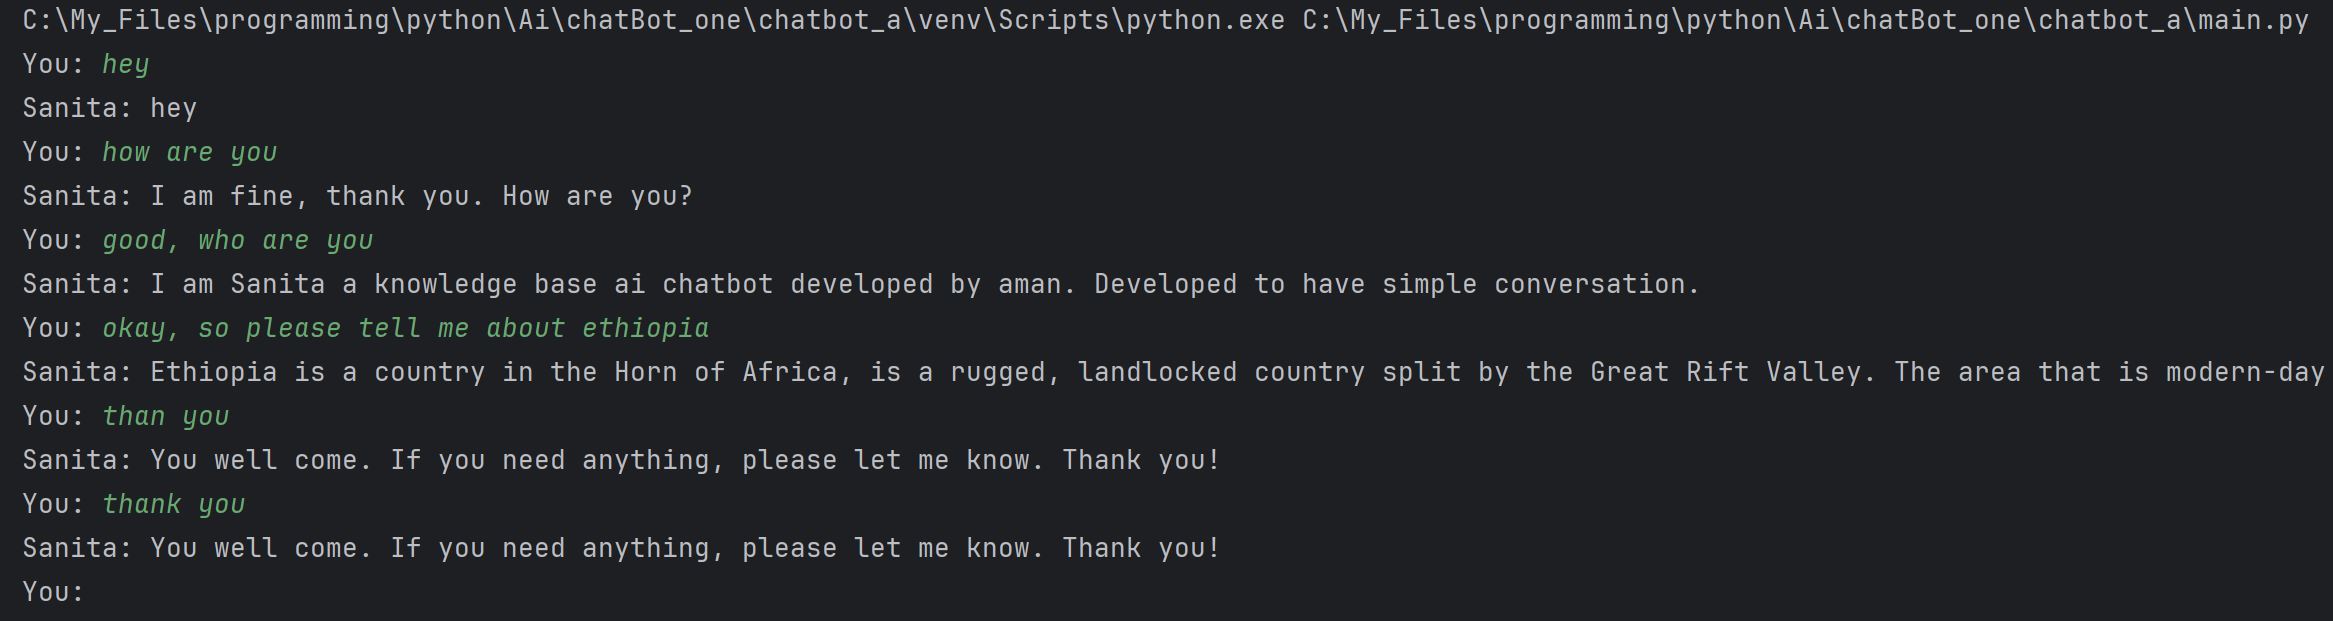 C:\My_Files\programming\python\Ai\chatBot_one\chatbot_a\venv\Scripts\python.exe C:\My_Files\programming\python\Ai\chatBot_one\chatbot_a\main.py
You: hey
Sanita: hey
You: how are you
Sanita: I am fine, thank you. How are you?
You: good, who are you
Sanita: I am Sanita a knowledge base ai chatbot developed by aman. Developed to have simple conversation.
You: okay, so please tell me about ethiopia
Sanita: Ethiopia is a country in the Horn of Africa, is a rugged, landlocked country split by the Great Rift Valley. The area that is modern-day
You: than you
Sanita: You well come. If you need anything, please let me know. Thank you!
You: thank you
Sanita: You well come. If you need anything, please let me know. Thank you!
You: